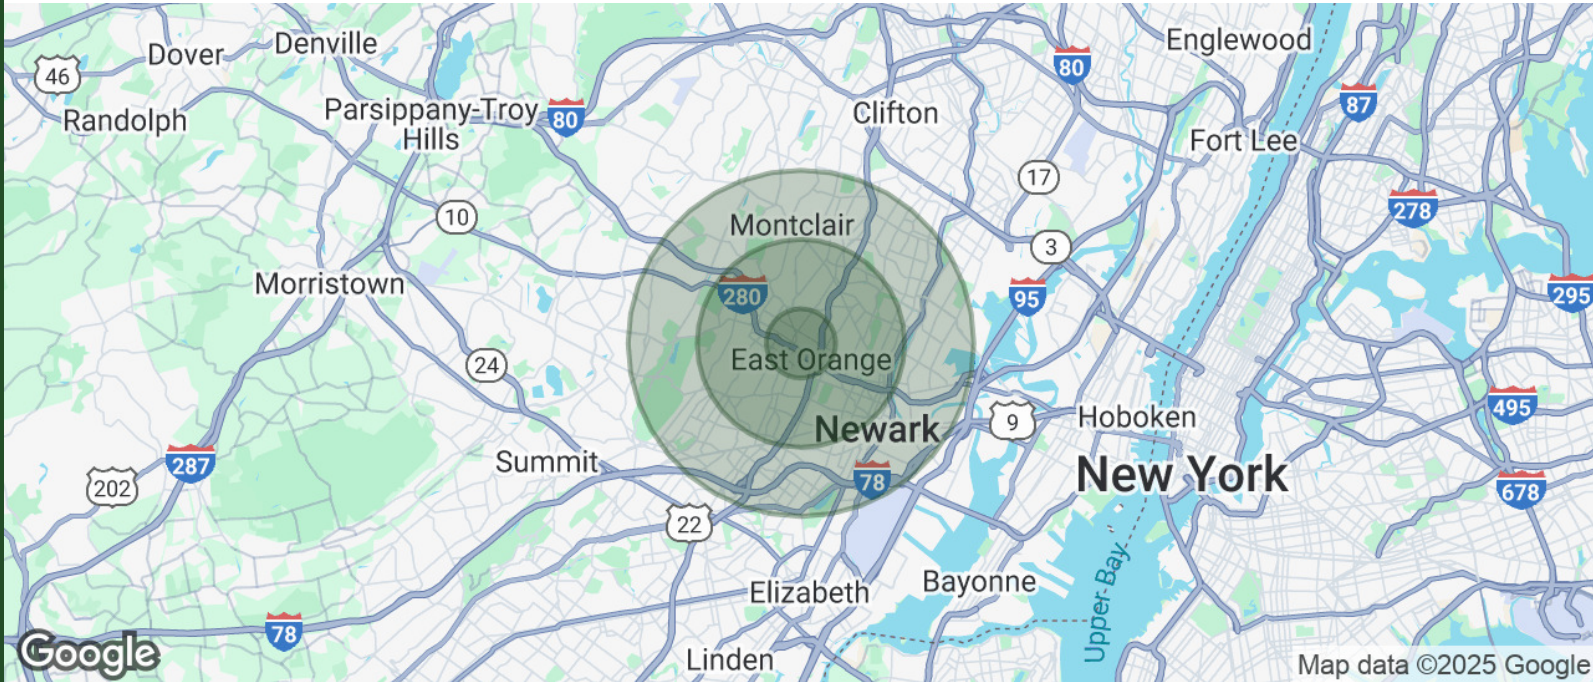 Dover
Denville
Englewood
46
80
87
Randolph
Parsippany-Troy
Hills
80
Clifton
Fort Lee
17
10
278
Montclair
3
Morristown
280
95
295
24
East Orange
Newark
9
Hoboken
495
287
Summit
New York
202
78
678
22
Elizabeth
Bayonne
Upper Bay
78
Google
Linden
Map data ©2025 Google